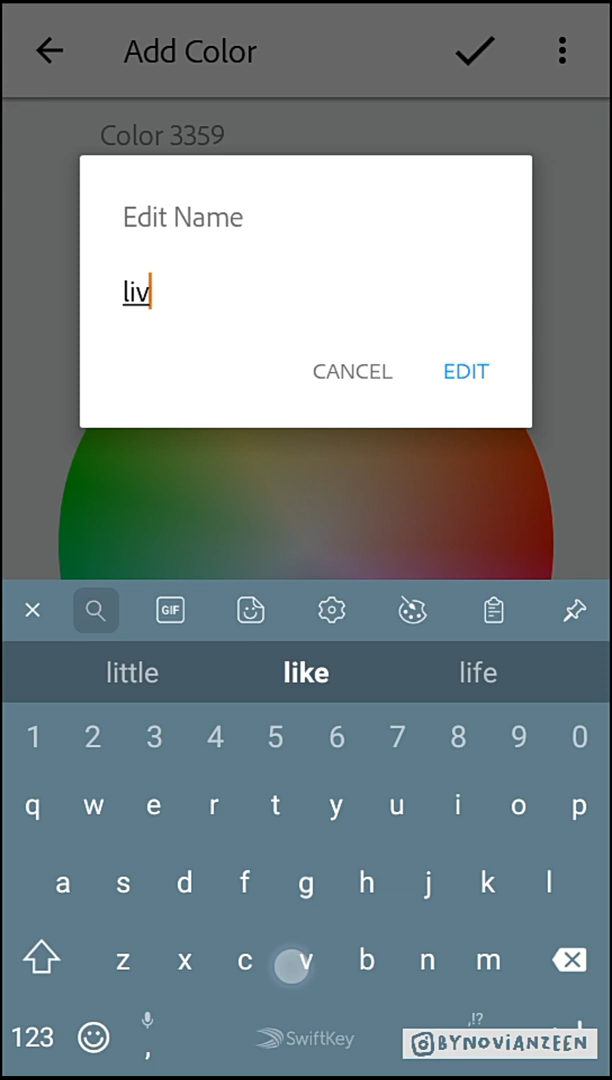 Add Color
Color 3359
Edit Name
liv
CANCEL EDIT
GIF
little like life
1 2 3 4 5 6 7 8 9 0
q w e r t y u i o p
a s d f g h j k l
z x c v b n m
123 , SwiftKey ,!?
BYNOVIANZEEN